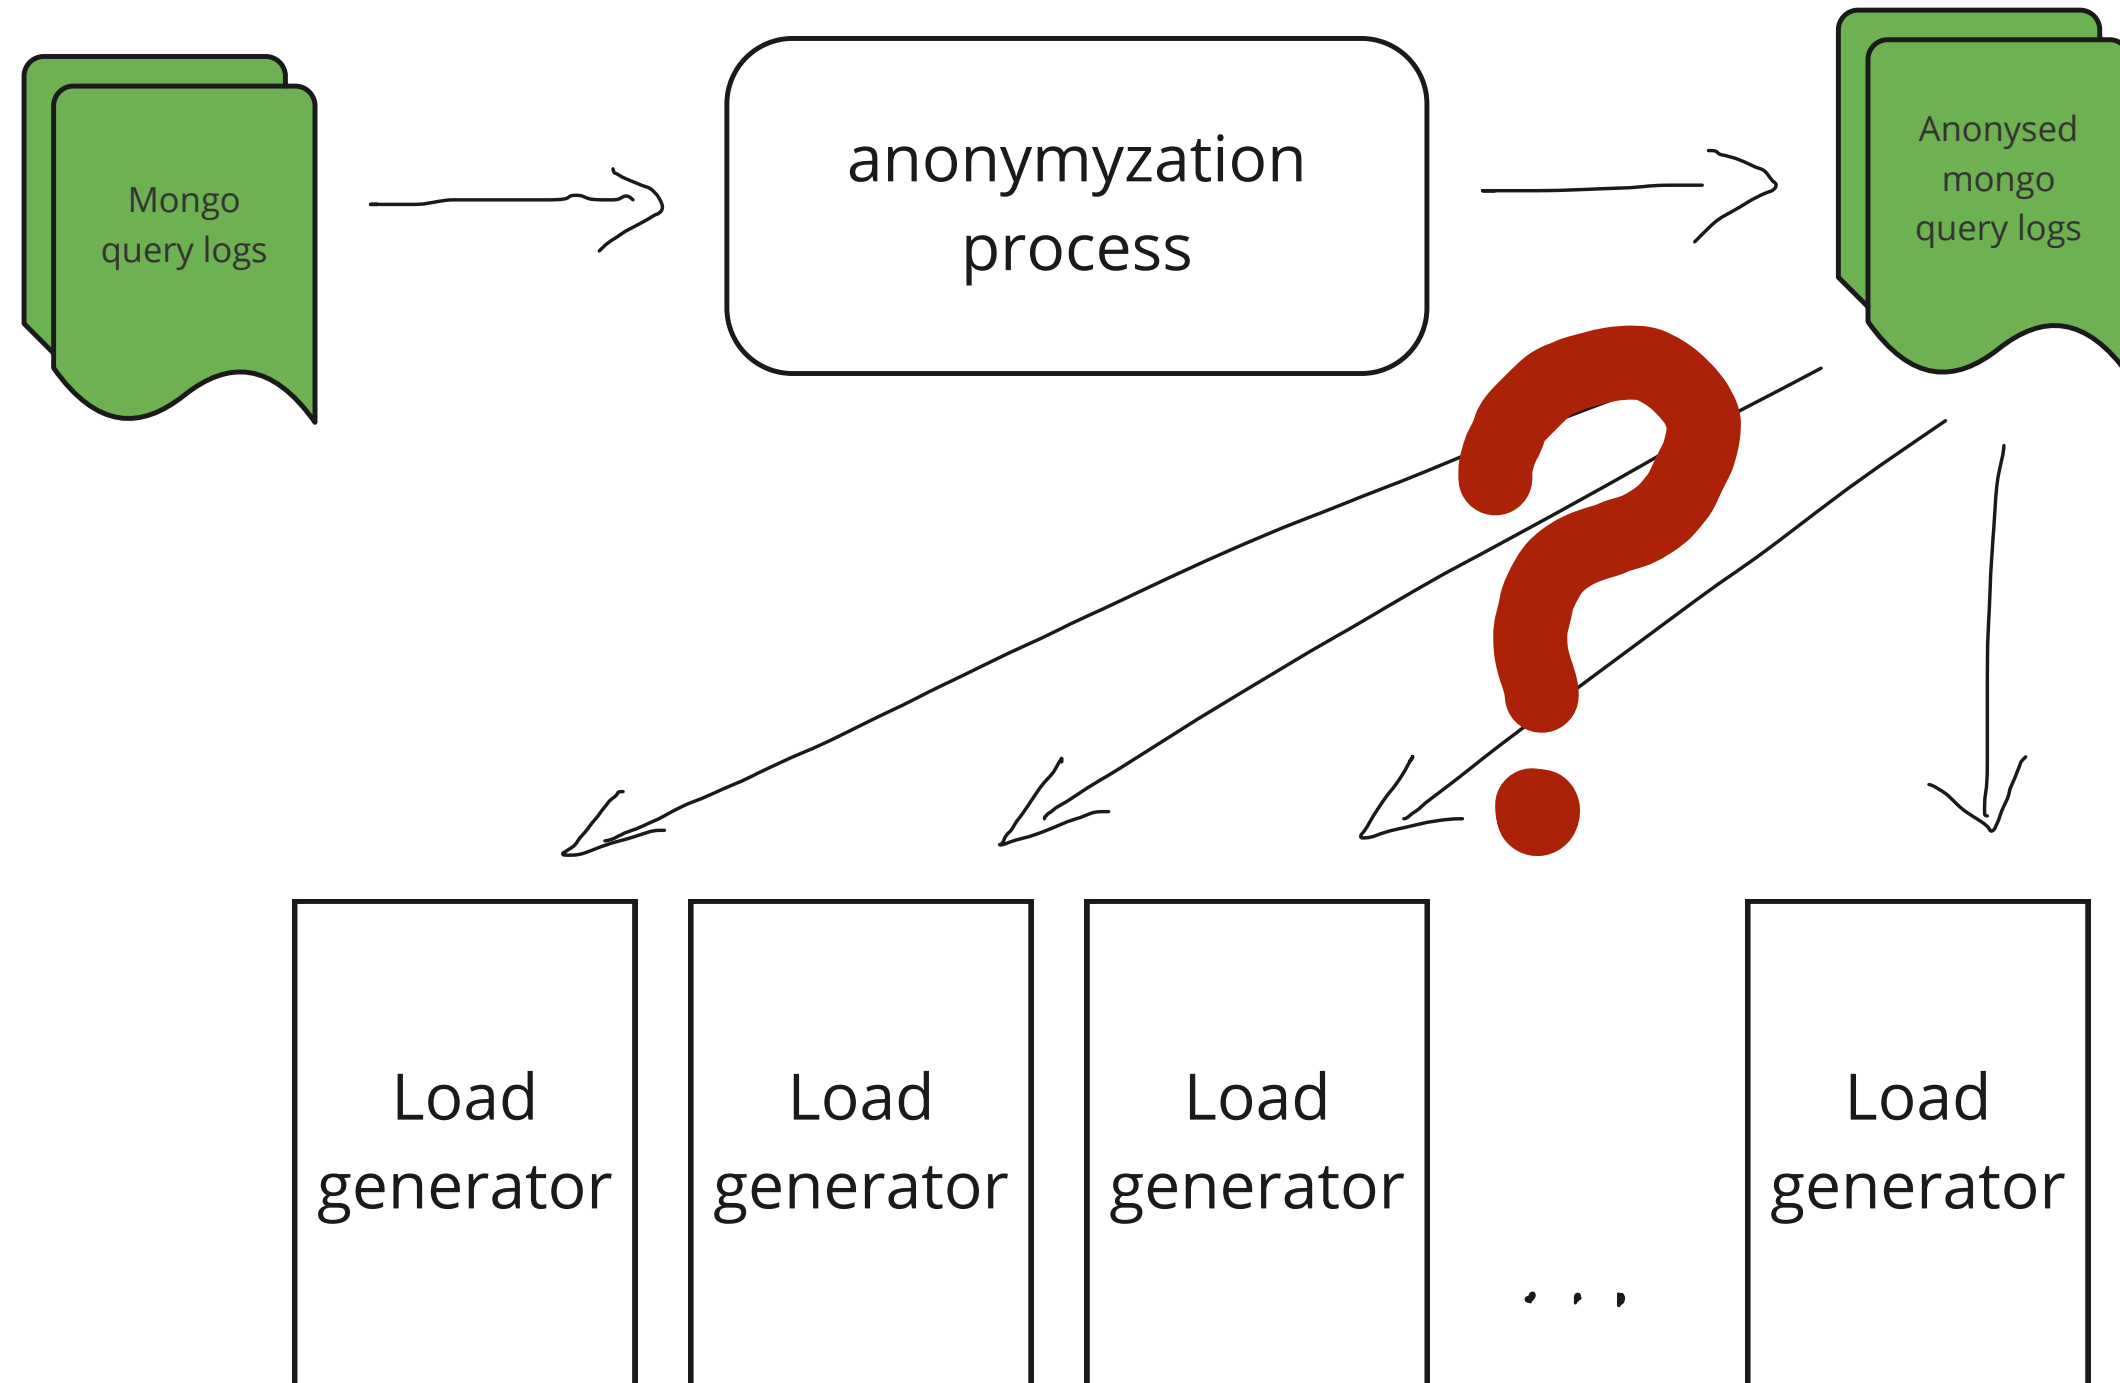 Mongo
query logs
anonymyzation
process
Anonysed
mongo
query logs
?
Load
generator
Load
generator
Load
generator
. . .
Load
generator